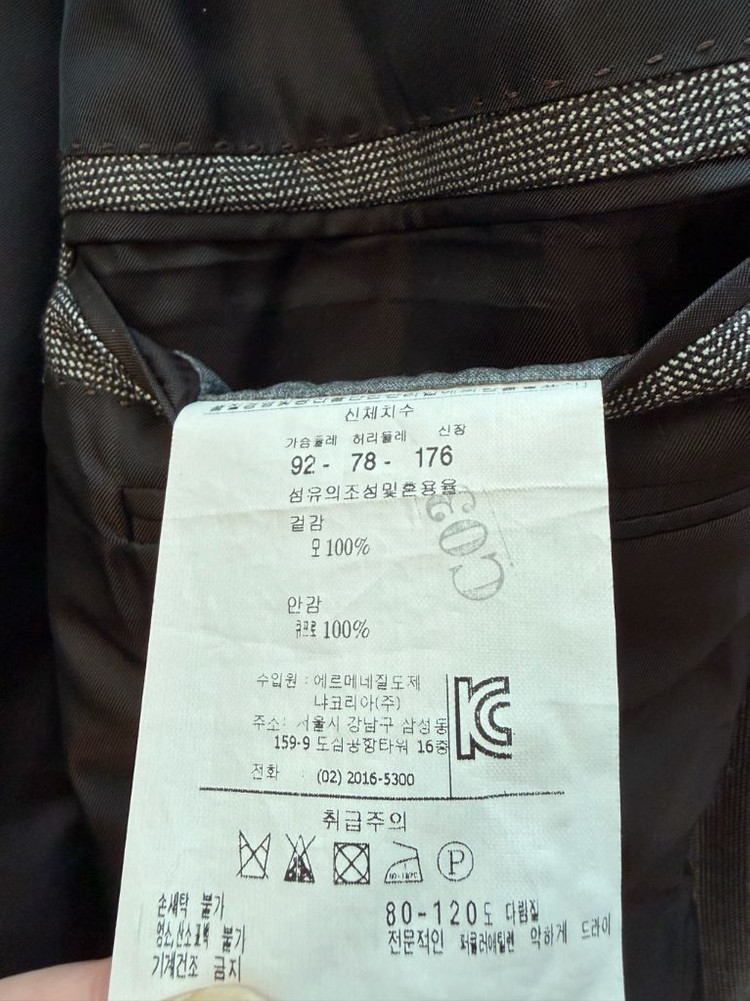 신체치수
가슴둘레 허리둘레 신장
92 - 78 - 176
섬유의조성및혼용율
겉감
모 100%
CO3
안감
큐프로 100%
수입원 : 에르메네질도제
냐코리아(주)
주소: 서울시 강남구 삼성동
159-9 도심공항타워 16층
전화 : (02) 2016-5300
KC
취급주의
P
손세탁 불가
염소,산소표백 불가
기계건조 금지
80-120도 다림질
전문적인 퍼클러에틸렌 약하게 드라이